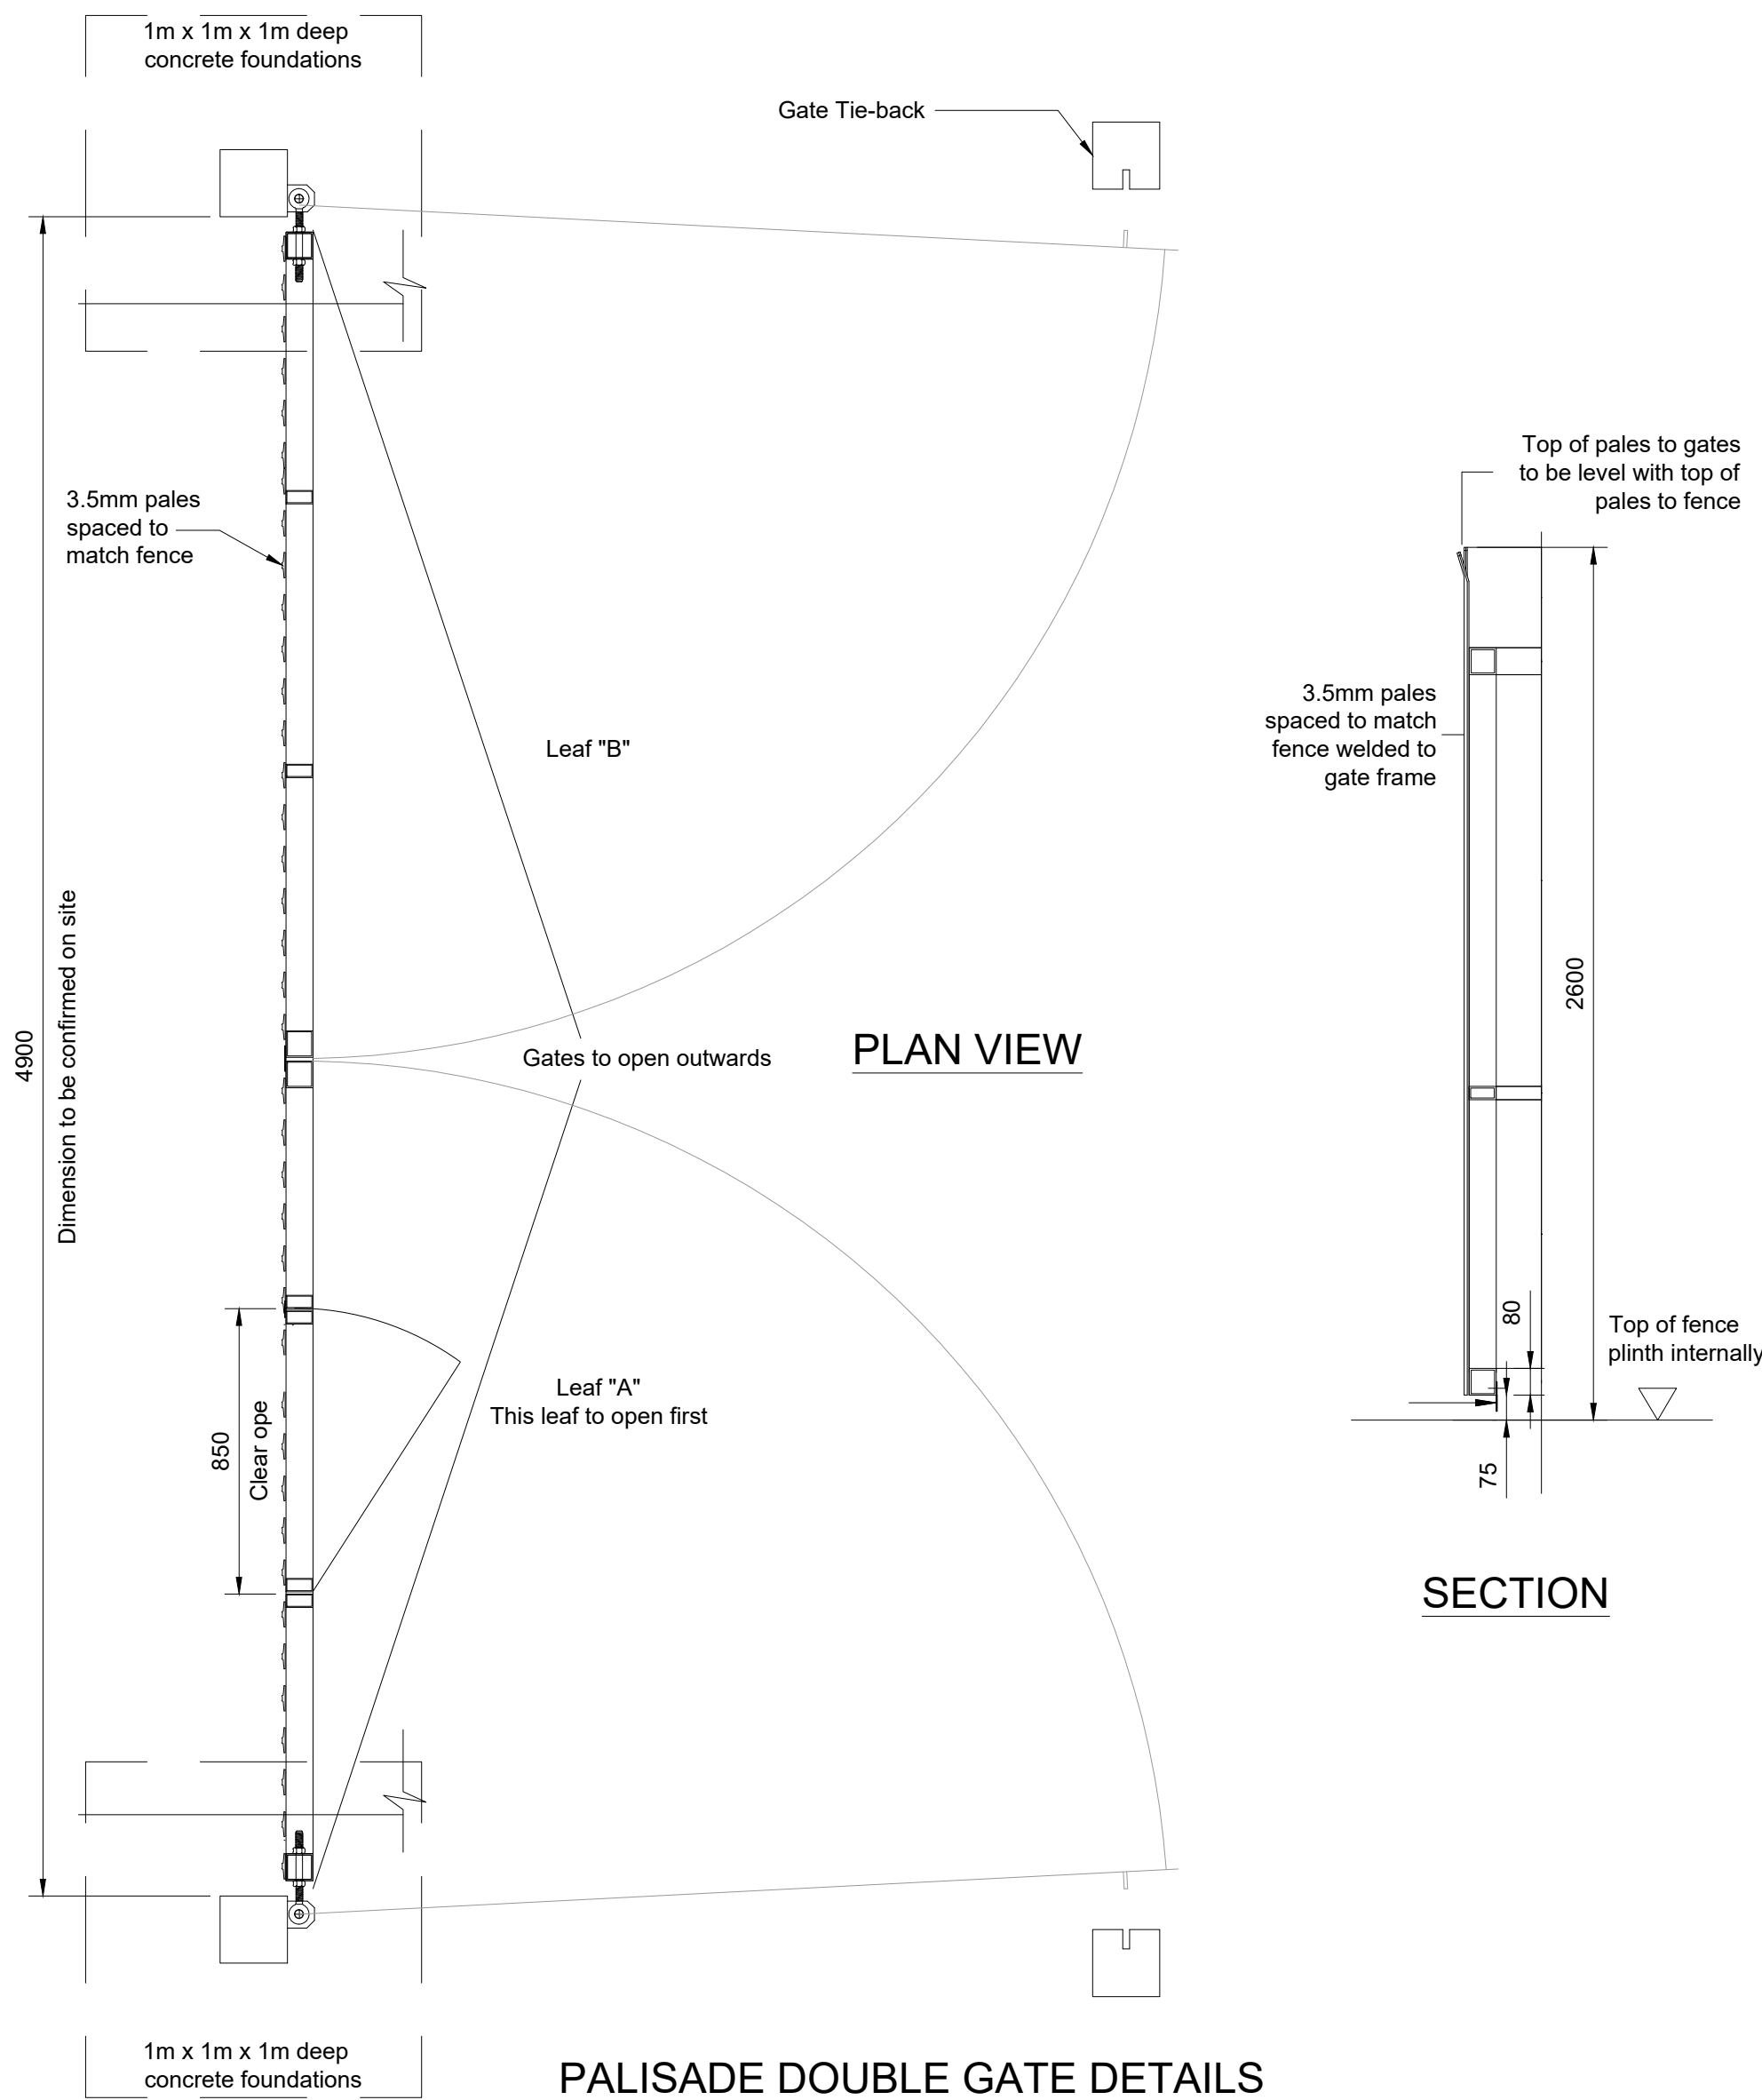 1m x 1m x 1m deep
concrete foundations
Gate Tie-back
3.5mm pales
spaced to
match fence
Leaf "B"
4900
Dimension to be confirmed on site
Gates to open outwards
PLAN VIEW
850
Clear ope
Leaf "A"
This leaf to open first
1m x 1m x 1m deep
concrete foundations
Top of pales to gates
to be level with top of
pales to fence
3.5mm pales
spaced to match
fence welded to
gate frame
2600
80
Top of fence
plinth internally
75
SECTION
PALISADE DOUBLE GATE DETAILS